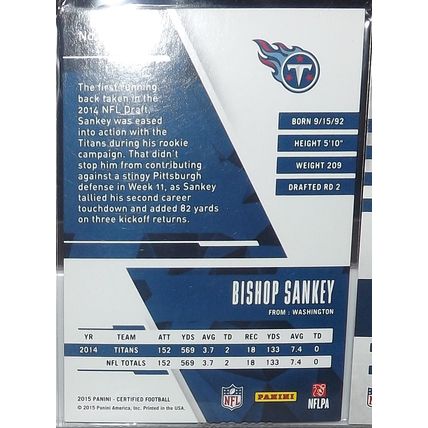 No.
The first running
back taken in the
2014 NFL Draft,
Sankey was eased
into action with the
Titans during his rookie
campaign. That didn't
stop him from contributing
against a stingy Pittsburgh
defense in Week 11, as Sankey
tallied his second career
touchdown and added 82 yards
on three kickoff returns.
T
BORN 9/15/92
HEIGHT 5'10"
WEIGHT 209
DRAFTED RD 2
BISHOP SANKEY
FROM : WASHINGTON
YR TEAM ATT YDS AVG TD REC YDS AVG TD
2014 TITANS 152 569 3.7 2 18 133 7.4 0
NFL TOTALS 152 569 3.7 2 18 133 7.4 0
2015 PANINI - CERTIFIED FOOTBALL
© 2015 Panini America, Inc. Printed in the USA.
NFL
PANINI
NFLPA